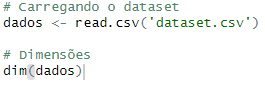 # Carregando o dataset
dados <- read.csv('dataset.csv')
# Dimensões
dim(dados)